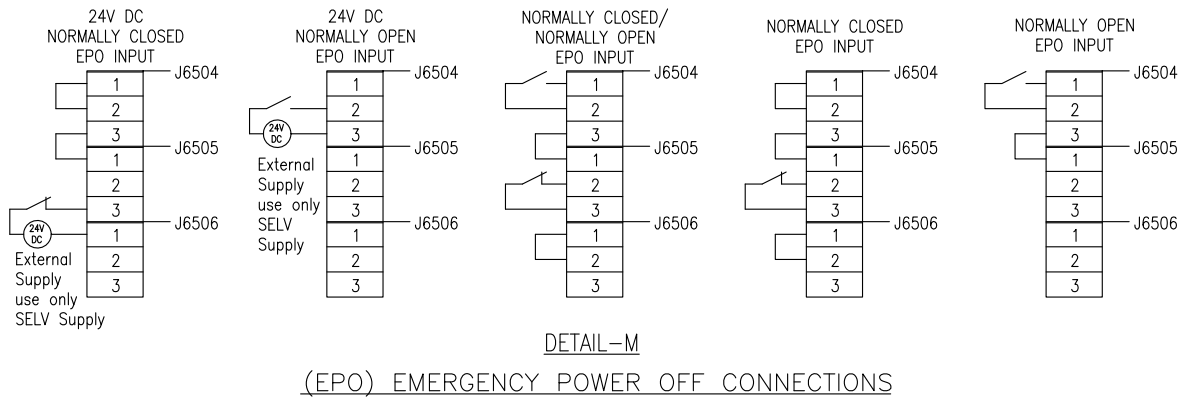 24V DC
NORMALLY CLOSED
EPO INPUT
J6504
1
2
3
J6505
1
2
3
J6506
1
2
3
24V
DC
External
Supply
use only
SELV Supply
24V DC
NORMALLY OPEN
EPO INPUT
J6504
1
2
3
J6505
1
2
3
J6506
1
2
3
24V
DC
External
Supply
use only
SELV
Supply
NORMALLY CLOSED/
NORMALLY OPEN
EPO INPUT
J6504
1
2
3
J6505
1
2
3
J6506
1
2
3
NORMALLY CLOSED
EPO INPUT
J6504
1
2
3
J6505
1
2
3
J6506
1
2
3
NORMALLY OPEN
EPO INPUT
J6504
1
2
3
J6505
1
2
3
J6506
1
2
3
DETAIL-M
(EPO) EMERGENCY POWER OFF CONNECTIONS